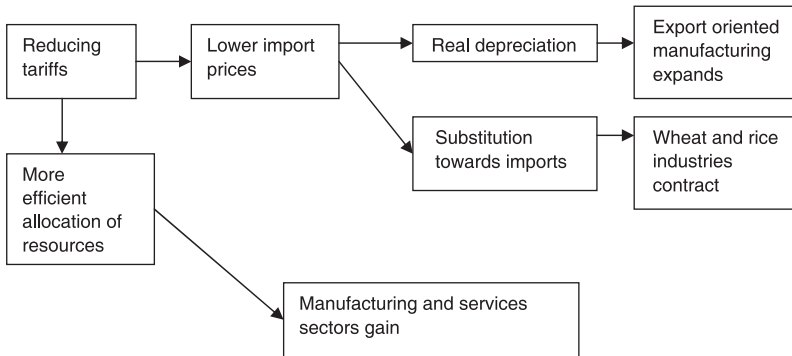 Reducing
tariffs
Lower import
prices
Real depreciation
Export oriented
manufacturing
expands
Substitution
towards imports
Wheat and rice
industries
contract
More
efficient
allocation of
resources
Manufacturing and services
sectors gain